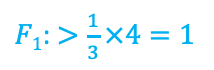 F₁: > 1/3 × 4 = 1